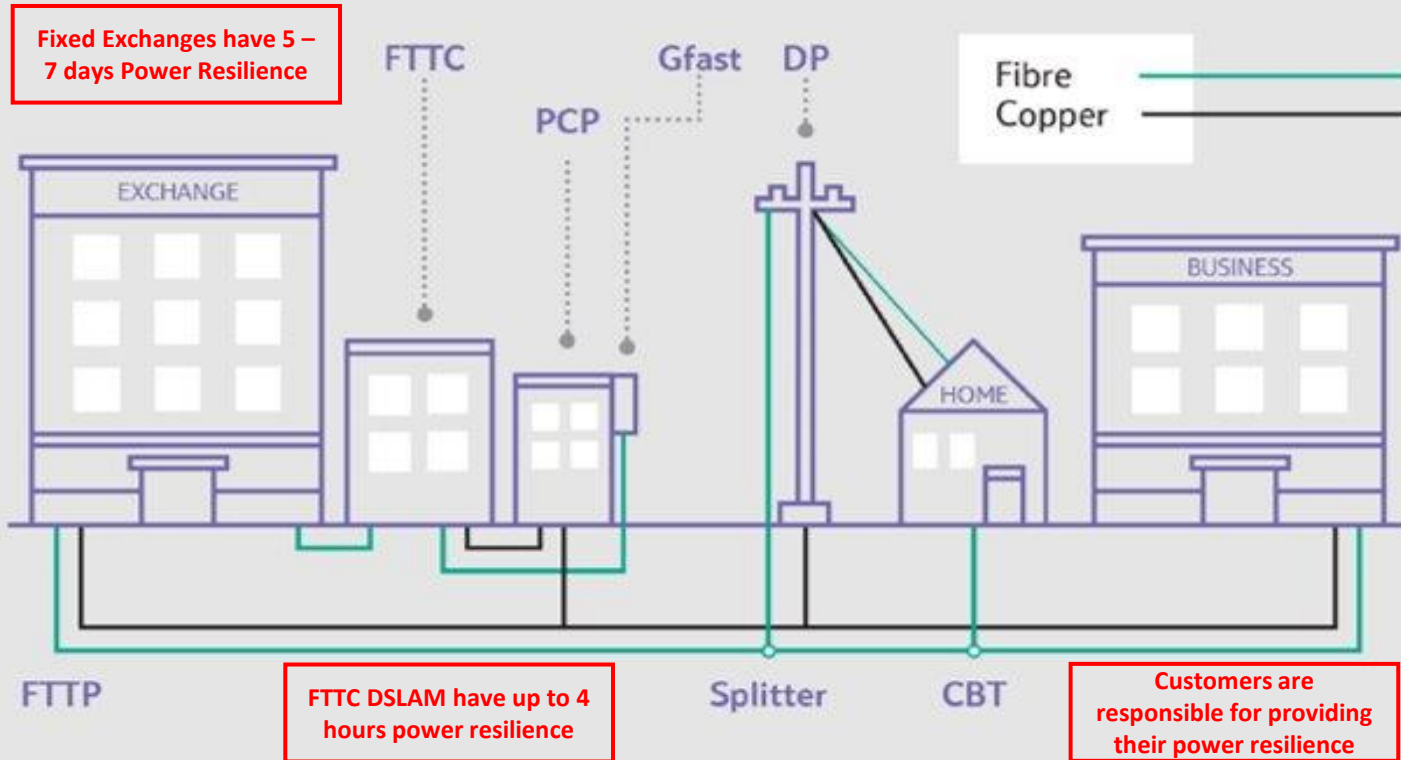 Fixed Exchanges have 5 –
7 days Power Resilience
FTTC
Gfast
DP
PCP
Fibre
Copper
EXCHANGE
BUSINESS
HOME
FTTP
FTTC DSLAM have up to 4
hours power resilience
Splitter
CBT
Customers are
responsible for providing
their power resilience